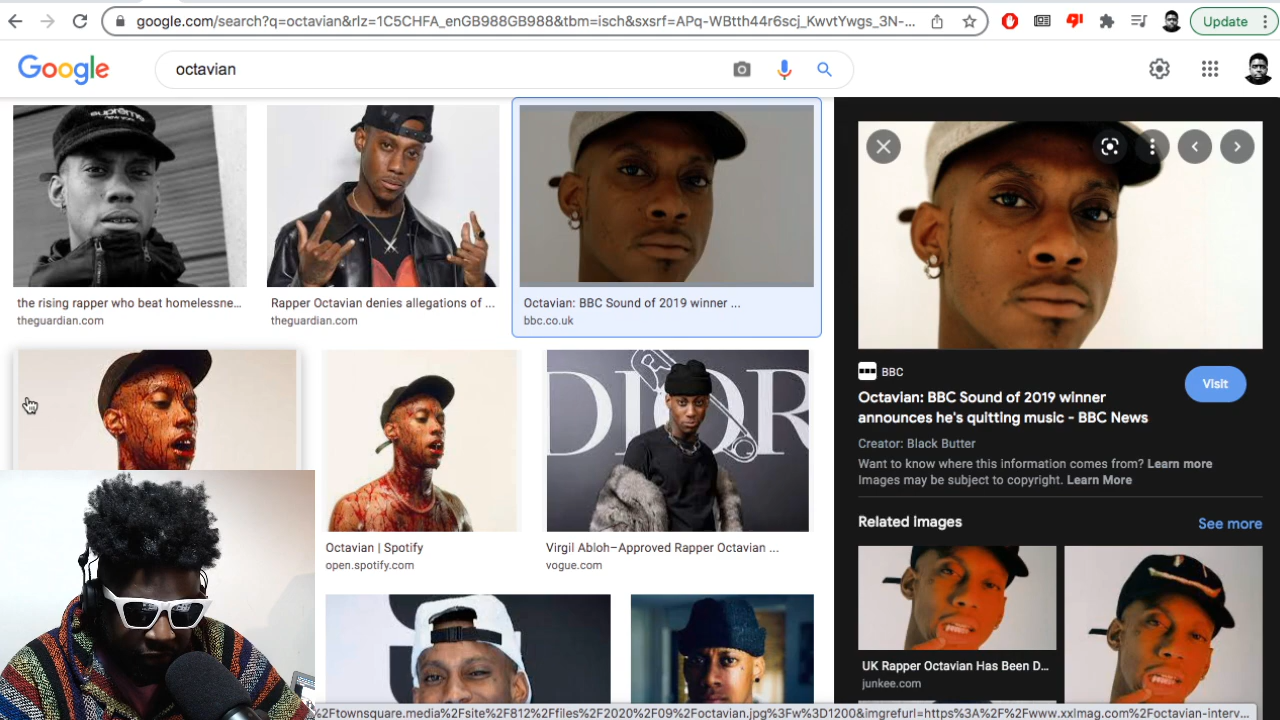 google.com/search?q=octavian&rlz=1C5CHFA_enGB988GB988&tbm=isch&sxsrf=APq-WBtth44r6scj_KwvtYwgs_3N-...
Update
Google
octavian
supreme
new york
the rising rapper who beat homelessne...
theguardian.com
Rapper Octavian denies allegations of ...
theguardian.com
Octavian: BBC Sound of 2019 winner ...
bbc.co.uk
BBC
Visit
Octavian: BBC Sound of 2019 winner
announces he's quitting music - BBC News
Creator: Black Butter
Want to know where this information comes from? Learn more
Images may be subject to copyright. Learn More
DIOR
Octavian | Spotify
open.spotify.com
Virgil Abloh–Approved Rapper Octavian ...
vogue.com
Related images
See more
UK Rapper Octavian Has Been D...
junkee.com
%2Ftownsquare.media%2Fsite%2F812%2Ffiles%2F2020%2F09%2Foctavian.jpg%3Fw%3D1200&imgrefurl=https%3A%2F%2Fwww.xxlmag.com%2Foctavian-interv...